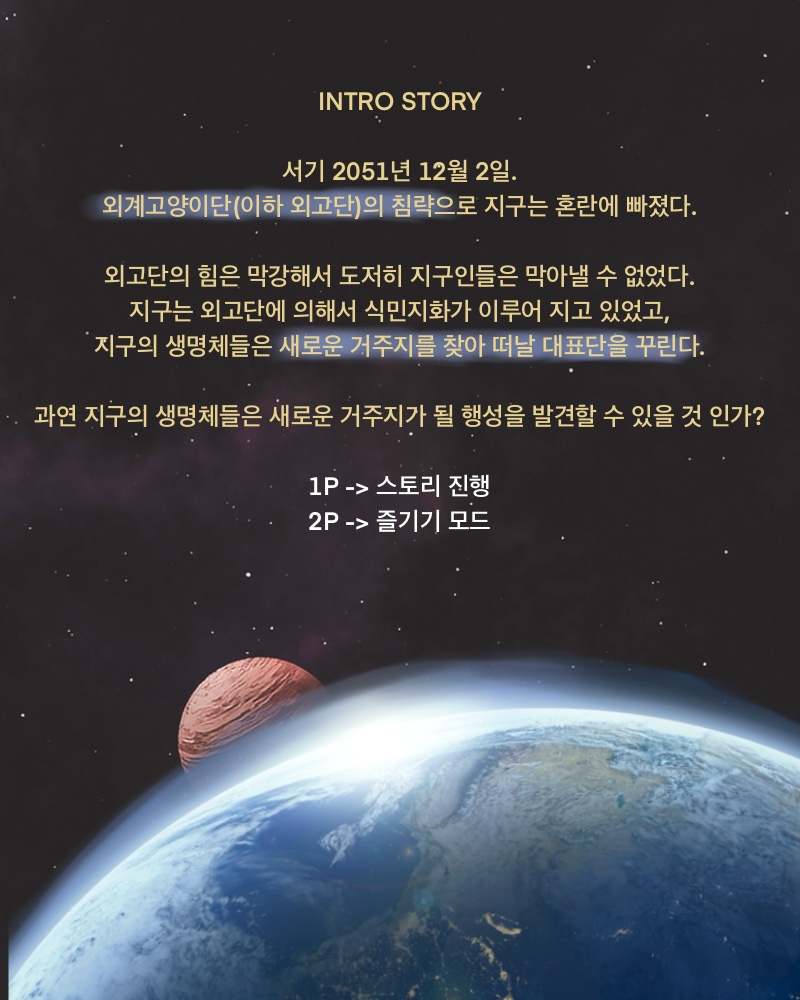 INTRO STORY
서기 2051년 12월 2일.
외계고양이단(이하 외고단)의 침략으로 지구는 혼란에 빠졌다.
외고단의 힘은 막강해서 도저히 지구인들은 막아낼 수 없었다.
지구는 외고단에 의해서 식민지화가 이루어 지고 있었고,
지구의 생명체들은 새로운 거주지를 찾아 떠날 대표단을 꾸린다.
과연 지구의 생명체들은 새로운 거주지가 될 행성을 발견할 수 있을 것 인가?
1P -> 스토리 진행
2P -> 즐기기 모드